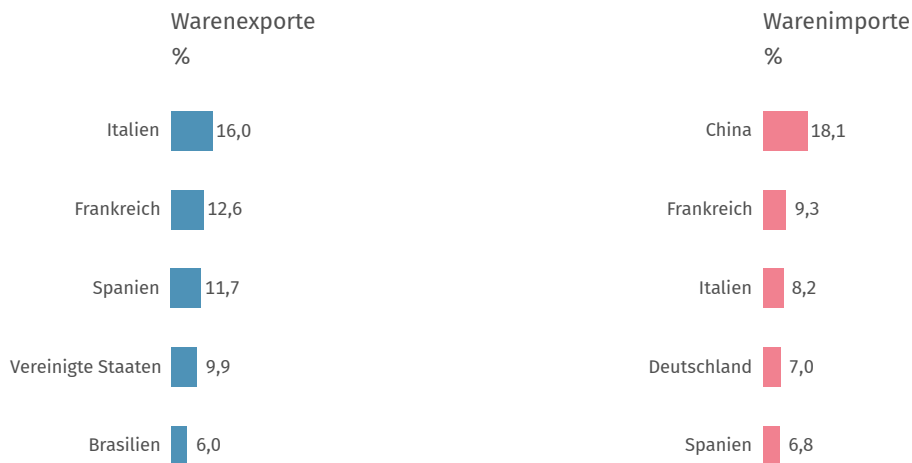 Warenexporte
%
Italien 16,0
Frankreich 12,6
Spanien 11,7
Vereinigte Staaten 9,9
Brasilien 6,0
Warenimporte
%
China 18,1
Frankreich 9,3
Italien 8,2
Deutschland 7,0
Spanien 6,8